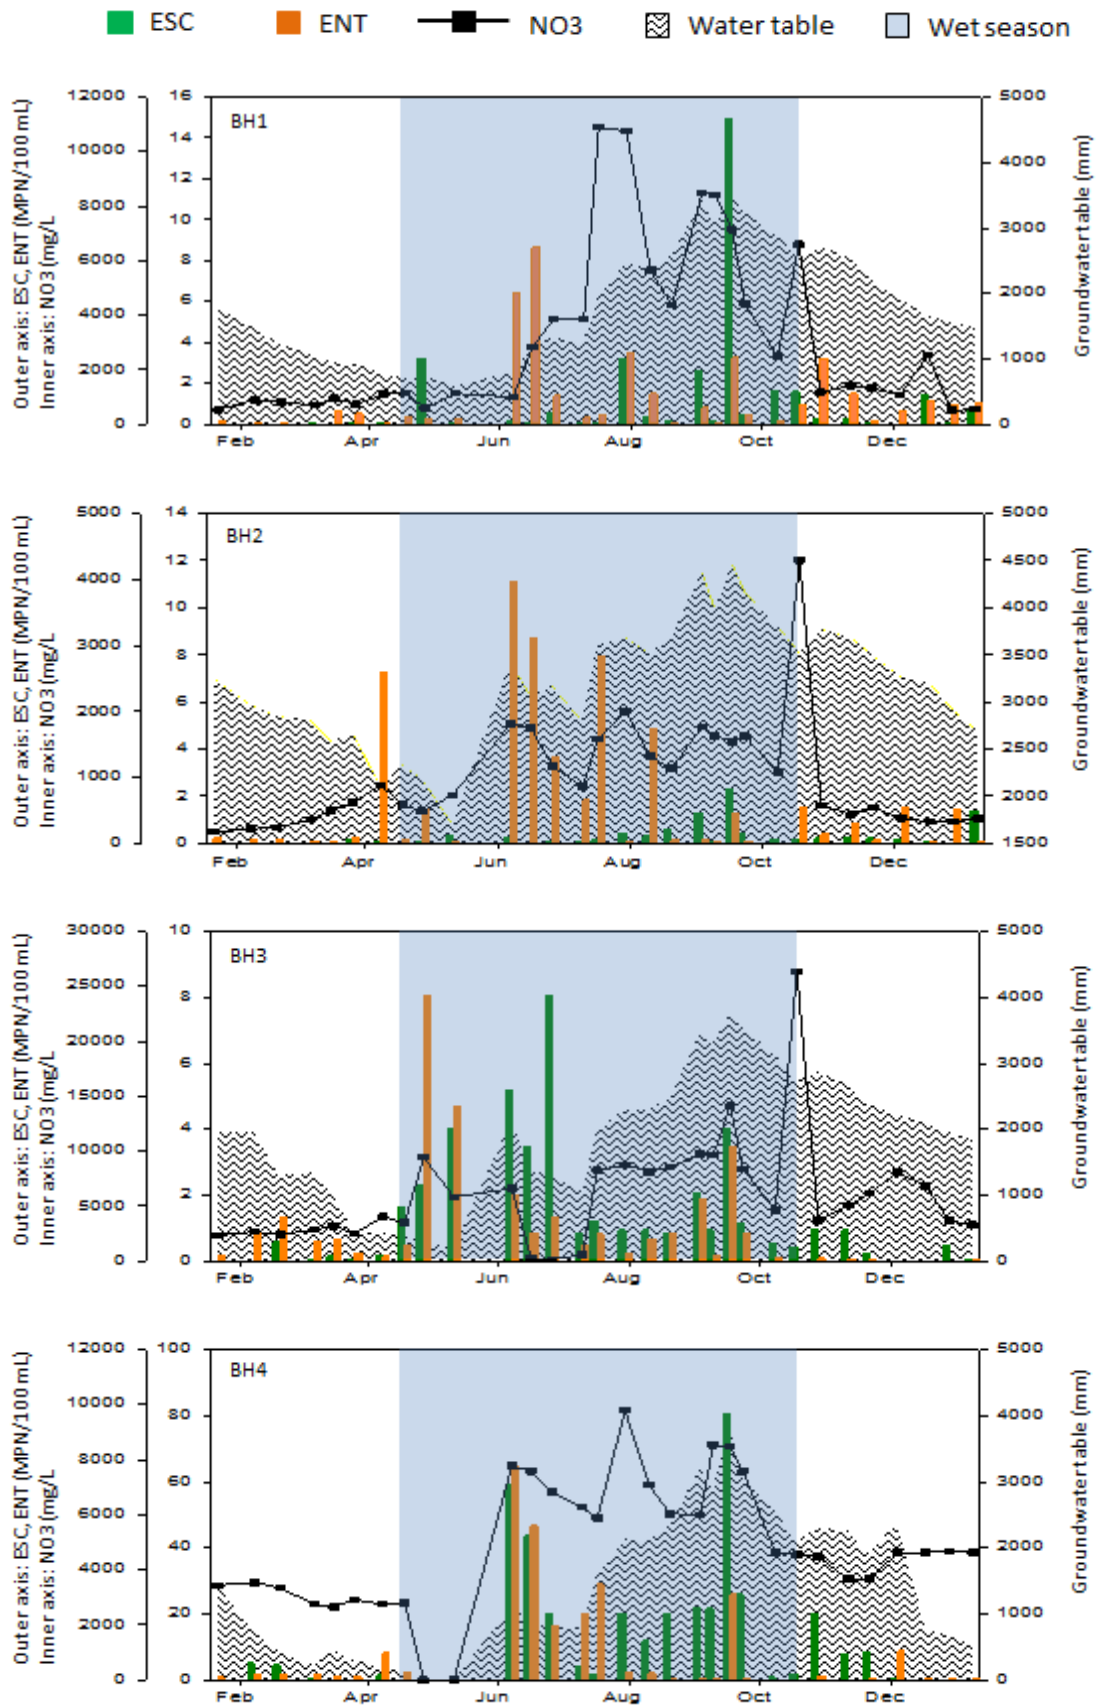 ESC ENT NO3 Water table Wet season
12000 16 5000
BH1
14
10000 4000
12
8000
10 3000
6000 8
6 2000
4000
4
1000
2000
2
0 0 0
Feb Apr Jun Aug Oct Dec
Outer axis: ESC, ENT (MPN/100 mL)
Inner axis: NO3 (mg/L
Groundwatertable (mm)
5000 14 5000
BH2
12 4500
4000
10 4000
3000
8 3500
2000 6 3000
4 2500
1000
2 2000
0 0 1500
Feb Apr Jun Aug Oct Dec
Outer axis: ESC, ENT (MPN/100 mL)
Inner axis: NO3 (mg/L
Groundwatertable (mm)
30000 10 5000
BH3
25000
8 4000
20000
6 3000
15000
4 2000
10000
2 1000
5000
0 0 0
Feb Apr Jun Aug Oct Dec
Outer axis: ESC, ENT (MPN/100 mL)
Inner axis: NO3 (mg/L
Groundwatertable (mm)
12000 100 5000
BH4
10000
80 4000
8000
60 3000
6000
40 2000
4000
20 1000
2000
0 0 0
Feb Apr Jun Aug Oct Dec
Outer axis: ESC, ENT (MPN/100 mL)
Inner axis: NO3 (mg/L
Groundwatertable (mm)